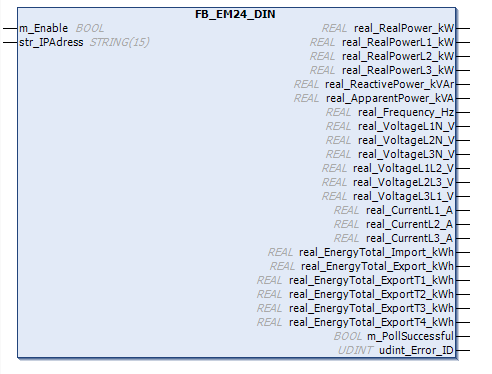 FB_EM24_DIN
m_Enable BOOL REAL real_RealPower_kW
str_IPAdress STRING(15) REAL real_RealPowerL1_kW
REAL real_RealPowerL2_kW
REAL real_RealPowerL3_kW
REAL real_ReactivePower_kVAr
REAL real_ApparentPower_kVA
REAL real_Frequency_Hz
REAL real_VoltageL1N_V
REAL real_VoltageL2N_V
REAL real_VoltageL3N_V
REAL real_VoltageL1L2_V
REAL real_VoltageL2L3_V
REAL real_VoltageL3L1_V
REAL real_CurrentL1_A
REAL real_CurrentL2_A
REAL real_CurrentL3_A
REAL real_EnergyTotal_Import_kWh
REAL real_EnergyTotal_Export_kWh
REAL real_EnergyTotal_ExportT1_kWh
REAL real_EnergyTotal_ExportT2_kWh
REAL real_EnergyTotal_ExportT3_kWh
REAL real_EnergyTotal_ExportT4_kWh
BOOL m_PollSuccessful
UDINT udint_Error_ID